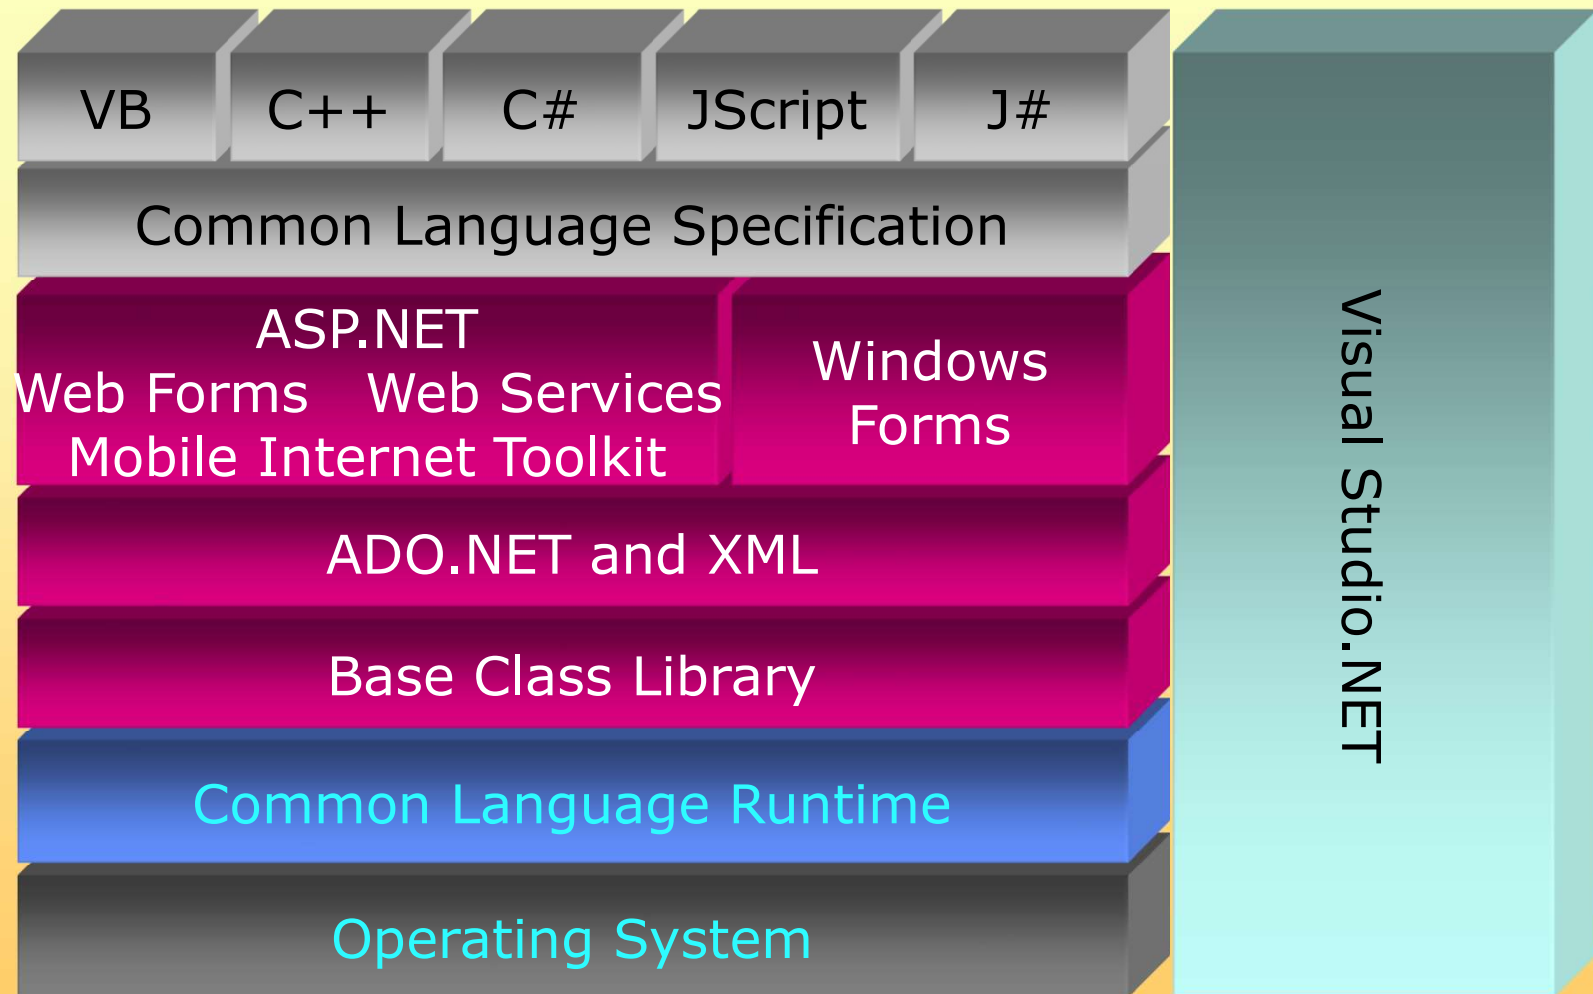 VB
C++
C#
JScript
J#
Common Language Specification
ASP.NET
Web Forms Web Services
Mobile Internet Toolkit
Windows
Forms
ADO.NET and XML
Base Class Library
Common Language Runtime
Operating System
Visual Studio.NET